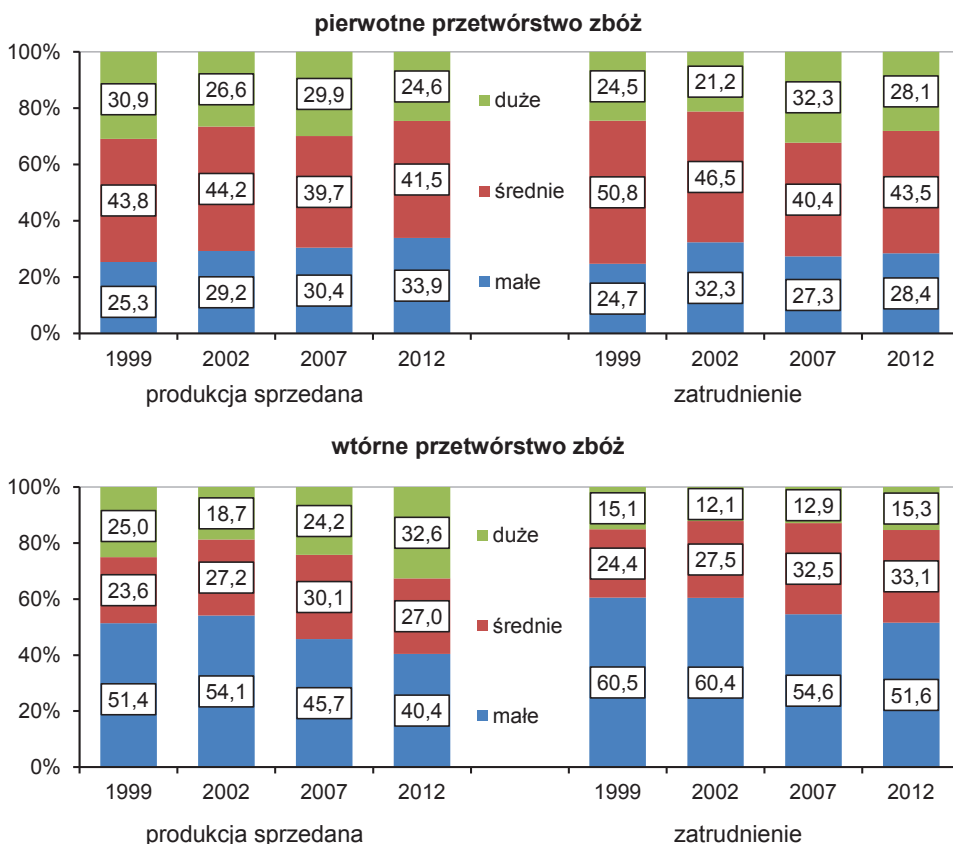 pierwotne przetwórstwo zbóż
100%
30,9 26,6 29,9 24,6 duże 24,5 21,2 32,3 28,1
80%
60%
43,8 44,2 39,7 41,5 średnie 50,8 46,5 40,4 43,5
40%
20%
25,3 29,2 30,4 33,9 małe 24,7 32,3 27,3 28,4
0%
1999 2002 2007 2012 1999 2002 2007 2012
produkcja sprzedana zatrudnienie
wtórne przetwórstwo zbóż
100%
25,0 18,7 24,2 32,6 duże 15,1 12,1 12,9 15,3
80%
23,6 27,2 30,1 27,0 średnie 24,4 27,5 32,5 33,1
60%
40%
51,4 54,1 45,7 40,4 małe 60,5 60,4 54,6 51,6
20%
0%
1999 2002 2007 2012 1999 2002 2007 2012
produkcja sprzedana zatrudnienie